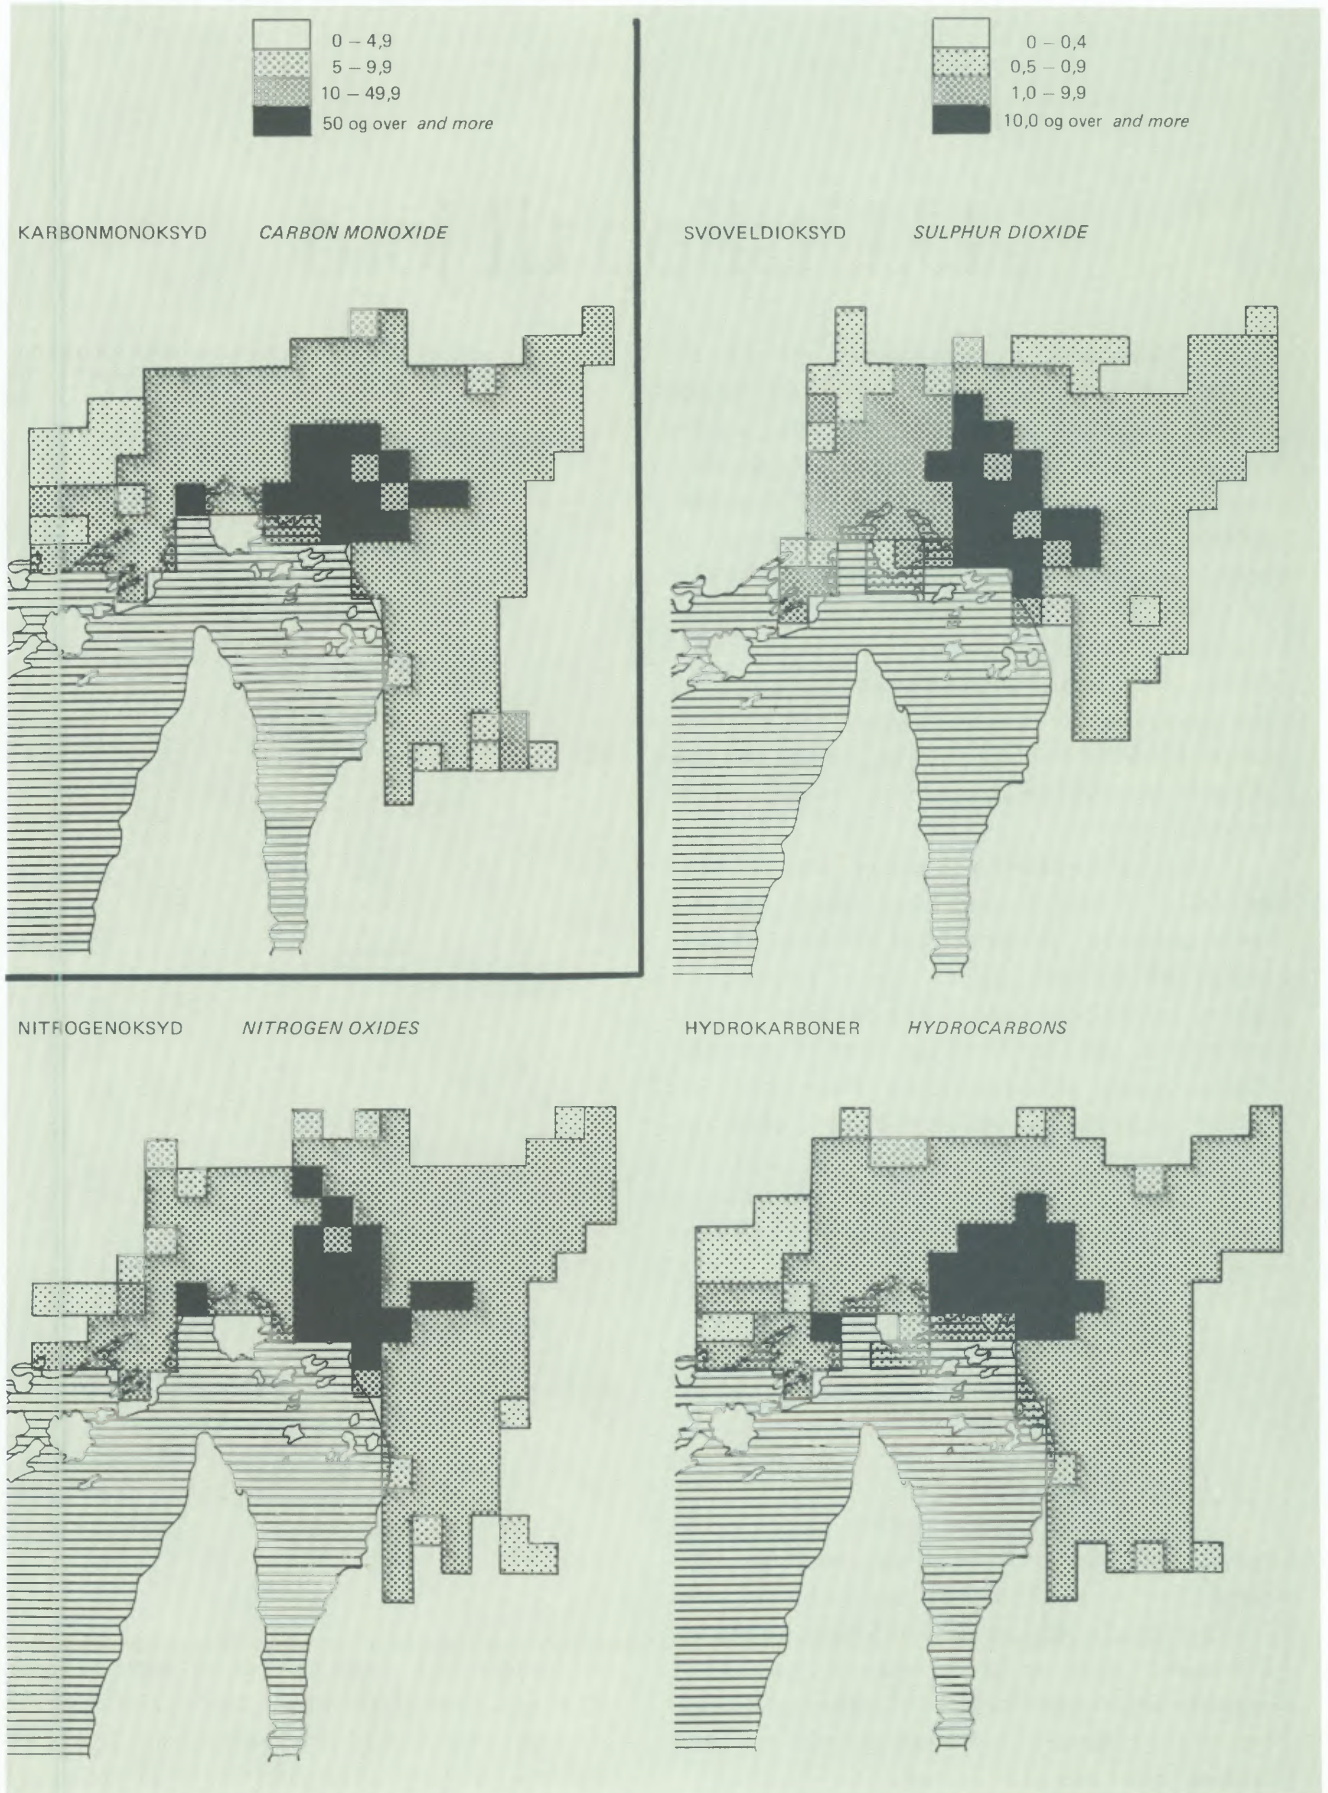 0 – 4,9
5 – 9,9
10 – 49,9
50 og over and more
KARBONMONOKSYD CARBON MONOXIDE
0 – 0,4
0,5 – 0,9
1,0 – 9,9
10,0 og over and more
SVOVELDIOKSYD SULPHUR DIOXIDE
NITROGENOKSYD NITROGEN OXIDES
HYDROKARBONER HYDROCARBONS